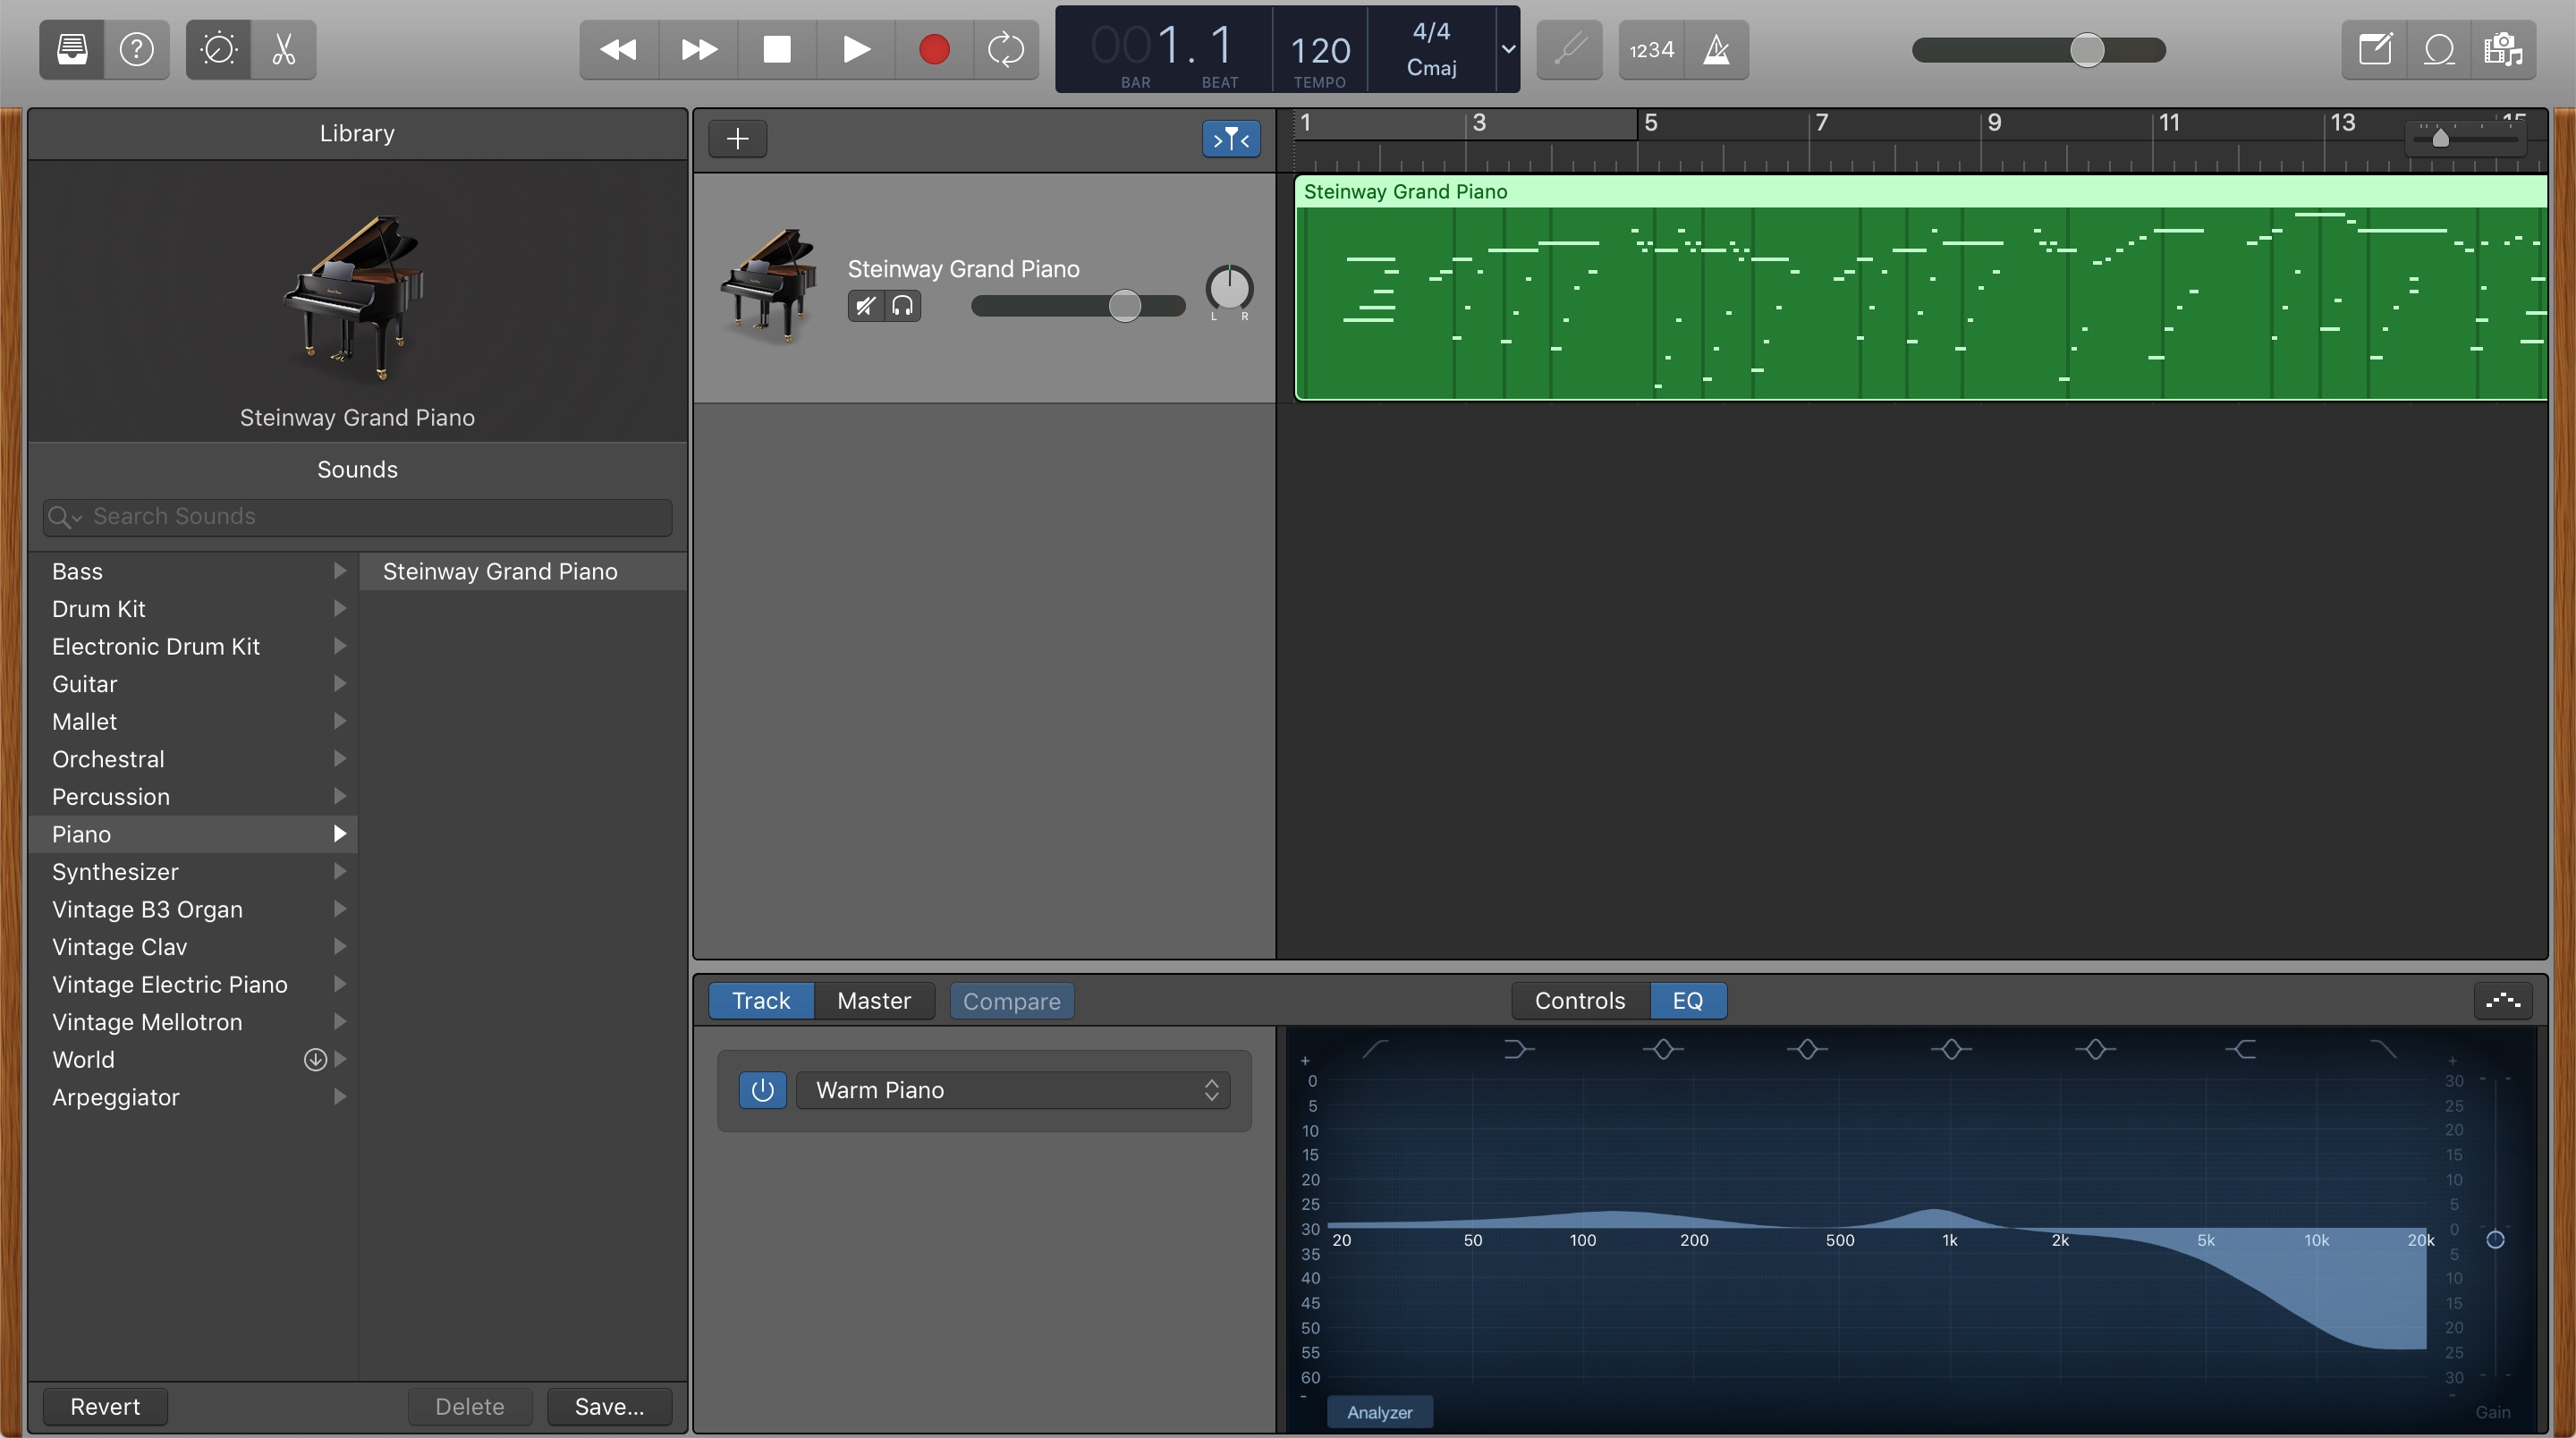 001. 1
BAR BEAT
120
TEMPO
4/4
Cmaj
1234
Library
Steinway Grand Piano
Sounds
Search Sounds
Bass
Drum Kit
Electronic Drum Kit
Guitar
Mallet
Orchestral
Percussion
Piano
Synthesizer
Vintage B3 Organ
Vintage Clav
Vintage Electric Piano
Vintage Mellotron
World
Arpeggiator
Steinway Grand Piano
Revert Delete Save...
1 3 5 7 9 11 13 15
Steinway Grand Piano
L R
Steinway Grand Piano
Track Master Compare
Controls EQ
Warm Piano
+ +
0 30
5 25
10 20
15 15
20 10
25 5
30 0
20 50 100 200 500 1k 2k 5k 10k 20k
35 5
40 10
45 15
50 20
55 25
60 30
- -
Analyzer
Gain